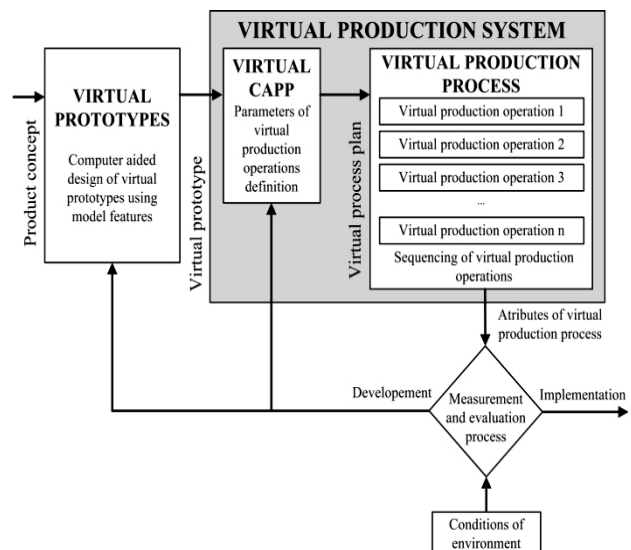 VIRTUAL PRODUCTION SYSTEM
Product concept
VIRTUAL
PROTOTYPES
Computer aided
design of virtual
prototypes using
model features
Virtual prototype
VIRTUAL
CAPP
Parameters of
virtual
production
operations
definition
Virtual process plan
VIRTUAL PRODUCTION
PROCESS
Virtual production operation 1
Virtual production operation 2
Virtual production operation 3
...
Virtual production operation n
Sequencing of virtual production
operations
Atributes of virtual
production process
Developement
Measurement
and evaluation
process
Implementation
Conditions of
environment